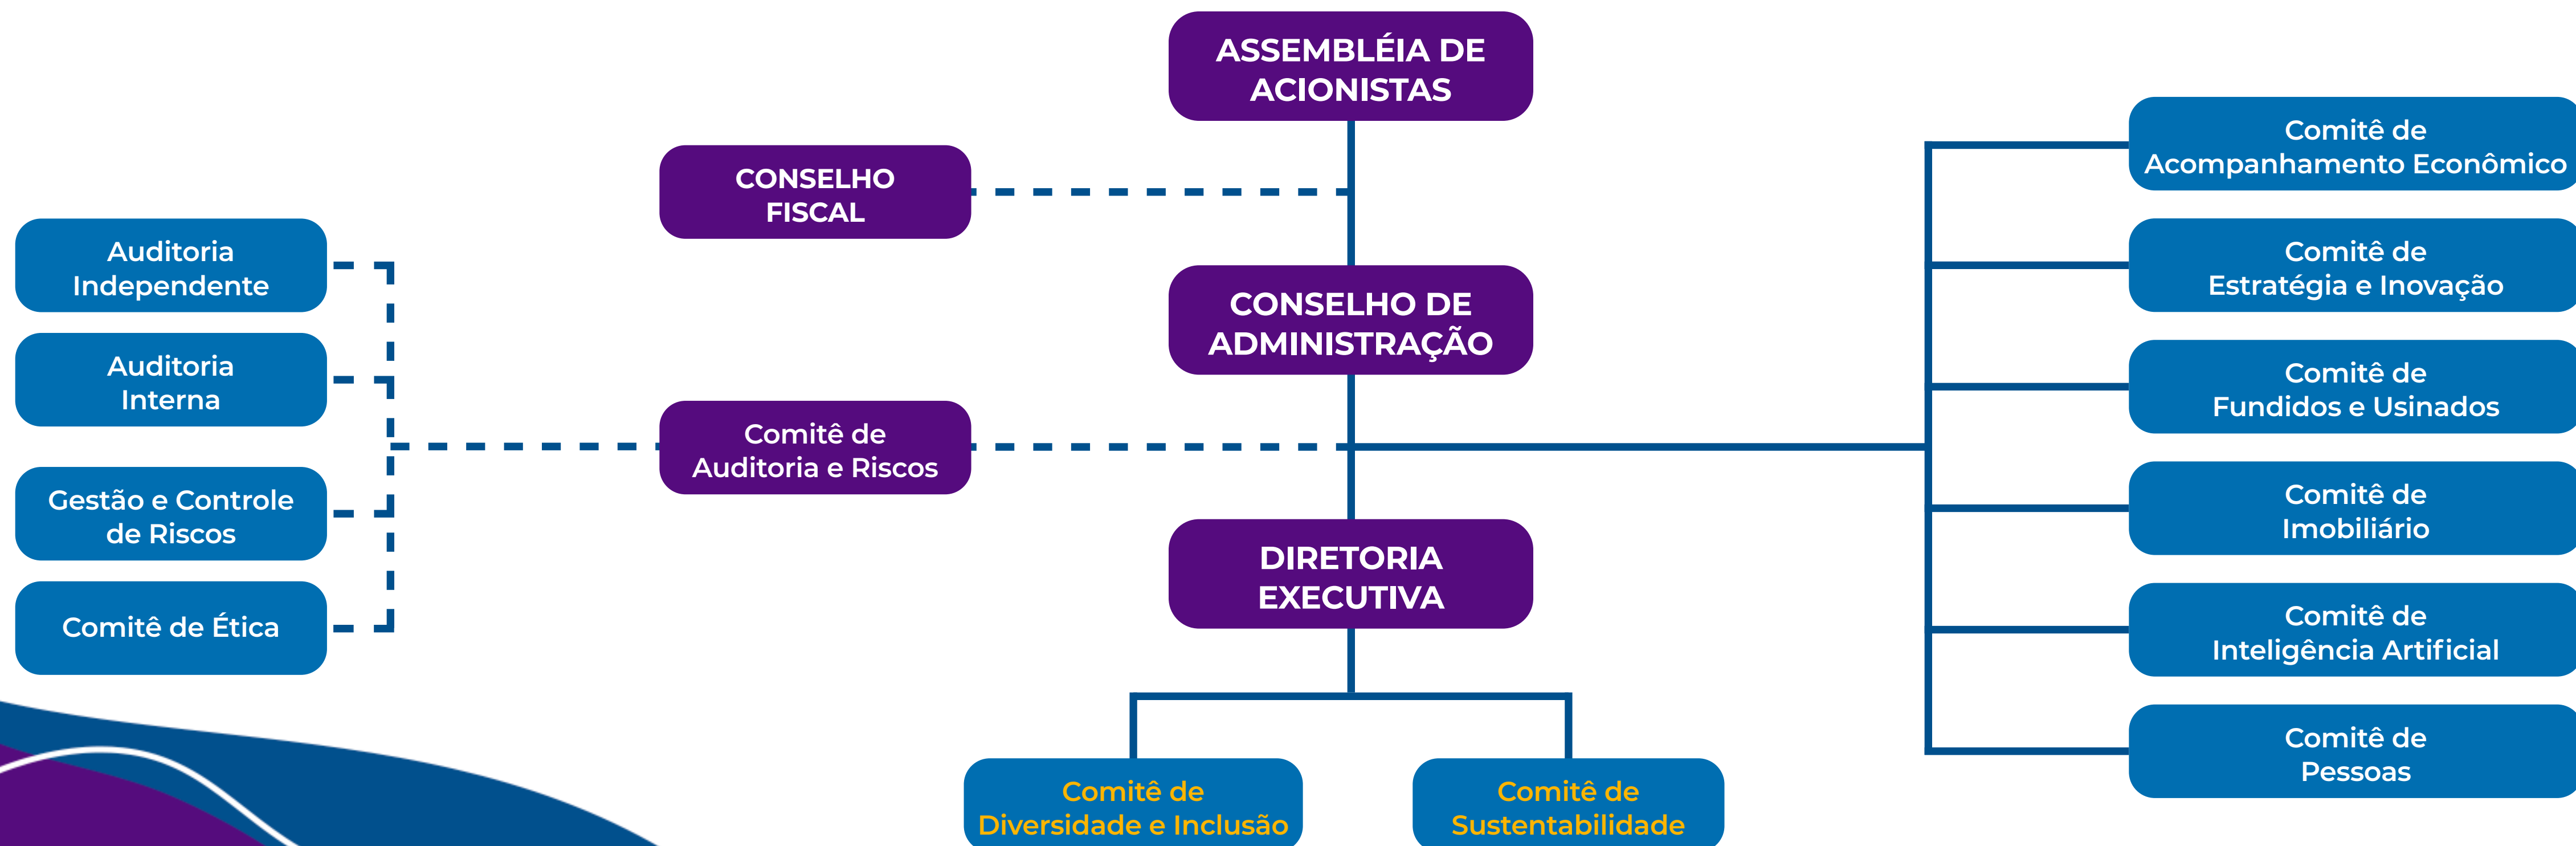 ASSEMBLÉIA DE
ACIONISTAS
CONSELHO
FISCAL
CONSELHO DE
ADMINISTRAÇÃO
Comitê de
Auditoria e Riscos
DIRETORIA
EXECUTIVA
Comitê de
Diversidade e Inclusão
Comitê de
Sustentabilidade
Auditoria
Independente
Auditoria
Interna
Gestão e Controle
de Riscos
Comitê de Ética
Comitê de
Acompanhamento Econômico
Comitê de
Estratégia e Inovação
Comitê de
Fundidos e Usinados
Comitê de
Imobiliário
Comitê de
Inteligência Artificial
Comitê de
Pessoas